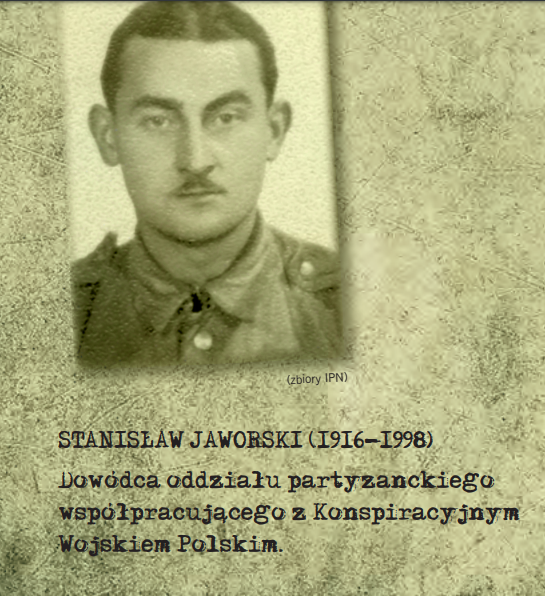 (zbiory IPN)
STANISŁAW JAWORSKI (1916–1998)
Dowódca oddziału partyzanckiego
współpracującego z Konspiracyjnym
Wojskiem Polskim.